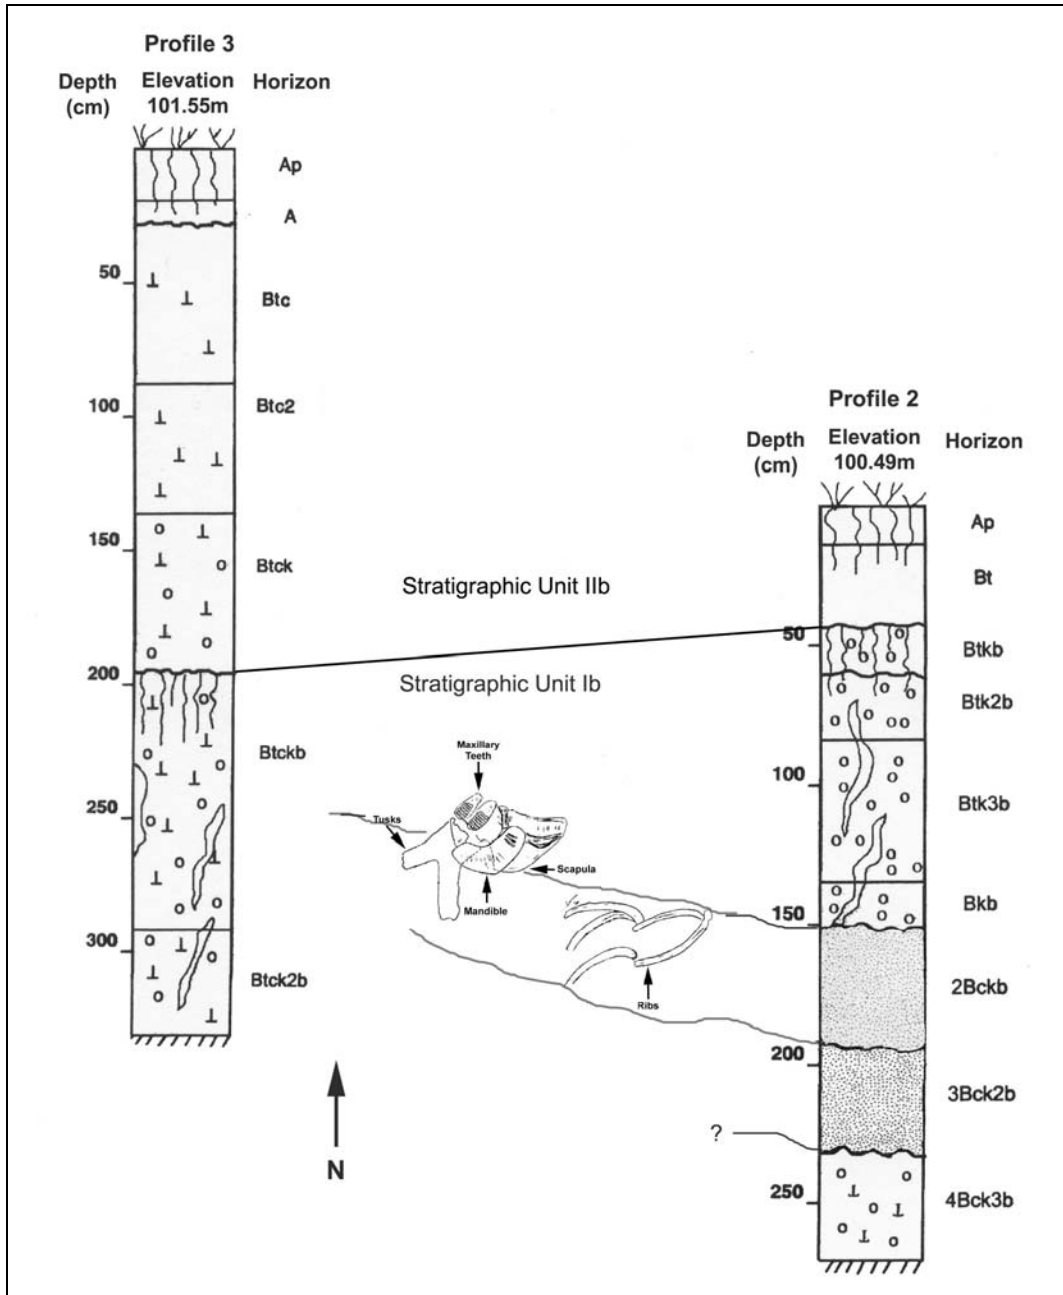 Profile 3
Depth
(cm)
Elevation
101.55m
Horizon
Ap
A
50
Btc
100
Btc2
150
Btck
200
Btckb
250
300
Btck2b
Stratigraphic Unit IIb
Stratigraphic Unit Ib
Maxillary
Teeth
Tusks
Scapula
Mandible
Ribs
N
?
Profile 2
Depth
(cm)
Elevation
100.49m
Horizon
Ap
Bt
50
Btkb
Btk2b
100
Btk3b
Bkb
150
2Bckb
200
3Bck2b
250
4Bck3b